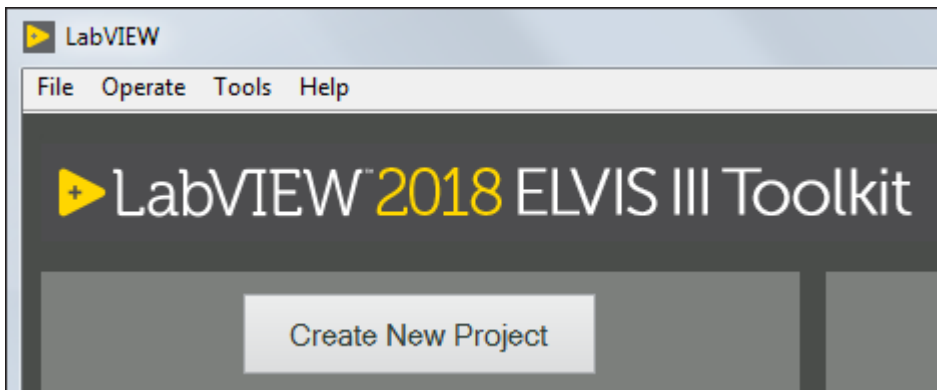 LabVIEW
File Operate Tools Help
LabVIEW™ 2018 ELVIS III Toolkit
Create New Project